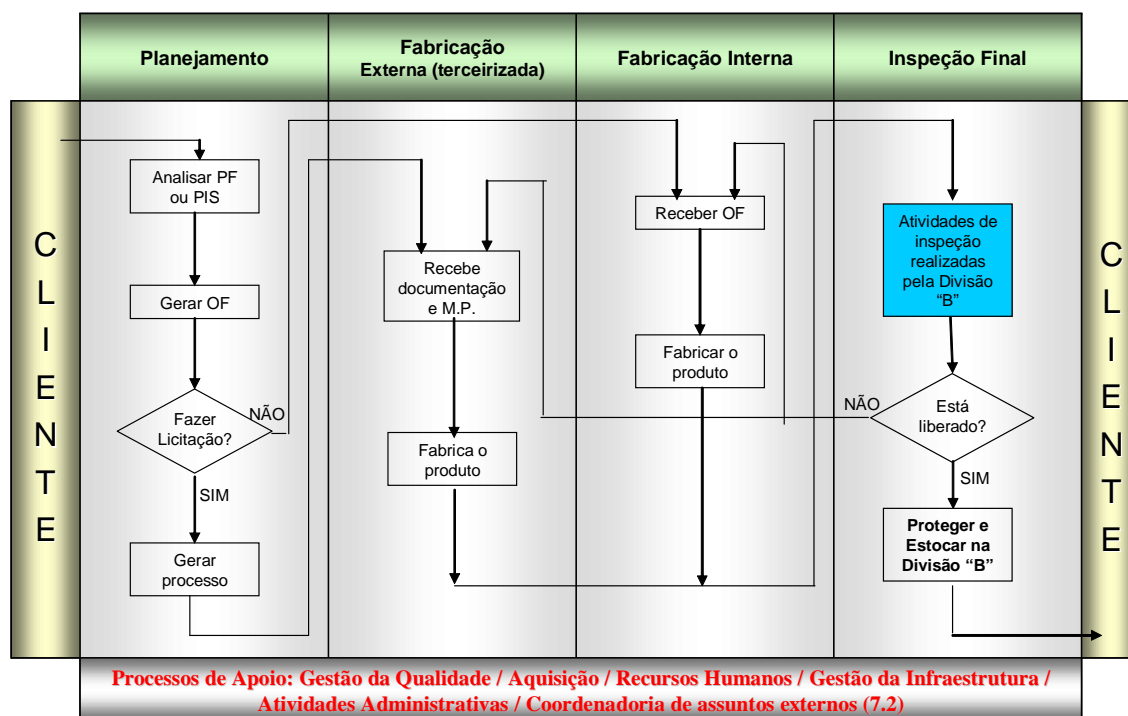 Planejamento
Fabricação
Externa (terceirizada)
Fabricação Interna
Inspeção Final
CLIENTE
Analisar PF
ou PIS
Gerar OF
Fazer
Licitação?
NÃO
SIM
Gerar
processo
Recebe
documentação
e M.P.
Fabrica o
produto
Receber OF
Fabricar o
produto
Atividades de
inspeção
realizadas
pela Divisão
“B”
Está
liberado?
NÃO
SIM
Proteger e
Estocar na
Divisão “B”
CLIENTE
Processos de Apoio: Gestão da Qualidade / Aquisição / Recursos Humanos / Gestão da Infraestrutura /
Atividades Administrativas / Coordenadoria de assuntos externos (7.2)